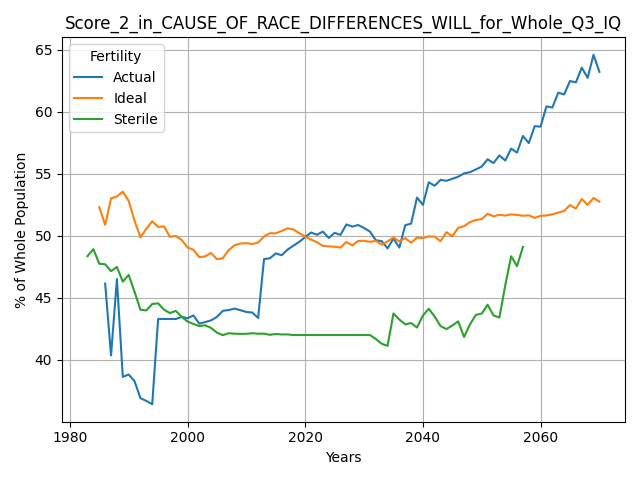 Score_2_in_CAUSE_OF_RACE_DIFFERENCES_WILL_for_Whole_Q3_IQ
65
60
55
50
45
40
% of Whole Population
Fertility
Actual
Ideal
Sterile
1980
2000
2020
2040
2060
Years